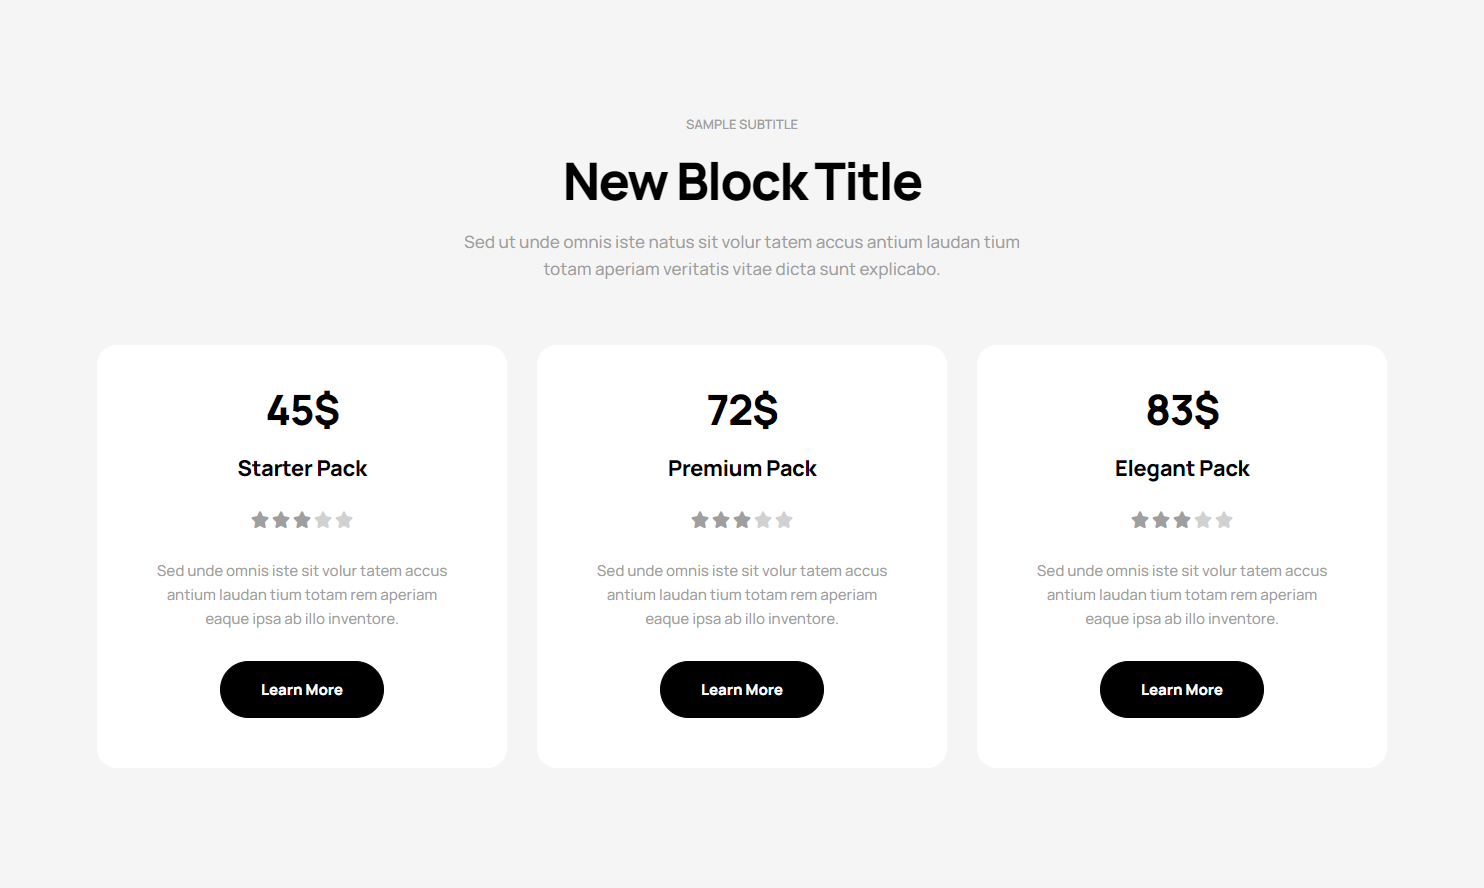 SAMPLE SUBTITLE
New Block Title
Sed ut unde omnis iste natus sit volur tatem accus antium laudan tium
totam aperiam veritatis vitae dicta sunt explicabo.
45$
Starter Pack
Sed unde omnis iste sit volur tatem accus
antium laudan tium totam rem aperiam
eaque ipsa ab illo inventore.
Learn More
72$
Premium Pack
Sed unde omnis iste sit volur tatem accus
antium laudan tium totam rem aperiam
eaque ipsa ab illo inventore.
Learn More
83$
Elegant Pack
Sed unde omnis iste sit volur tatem accus
antium laudan tium totam rem aperiam
eaque ipsa ab illo inventore.
Learn More